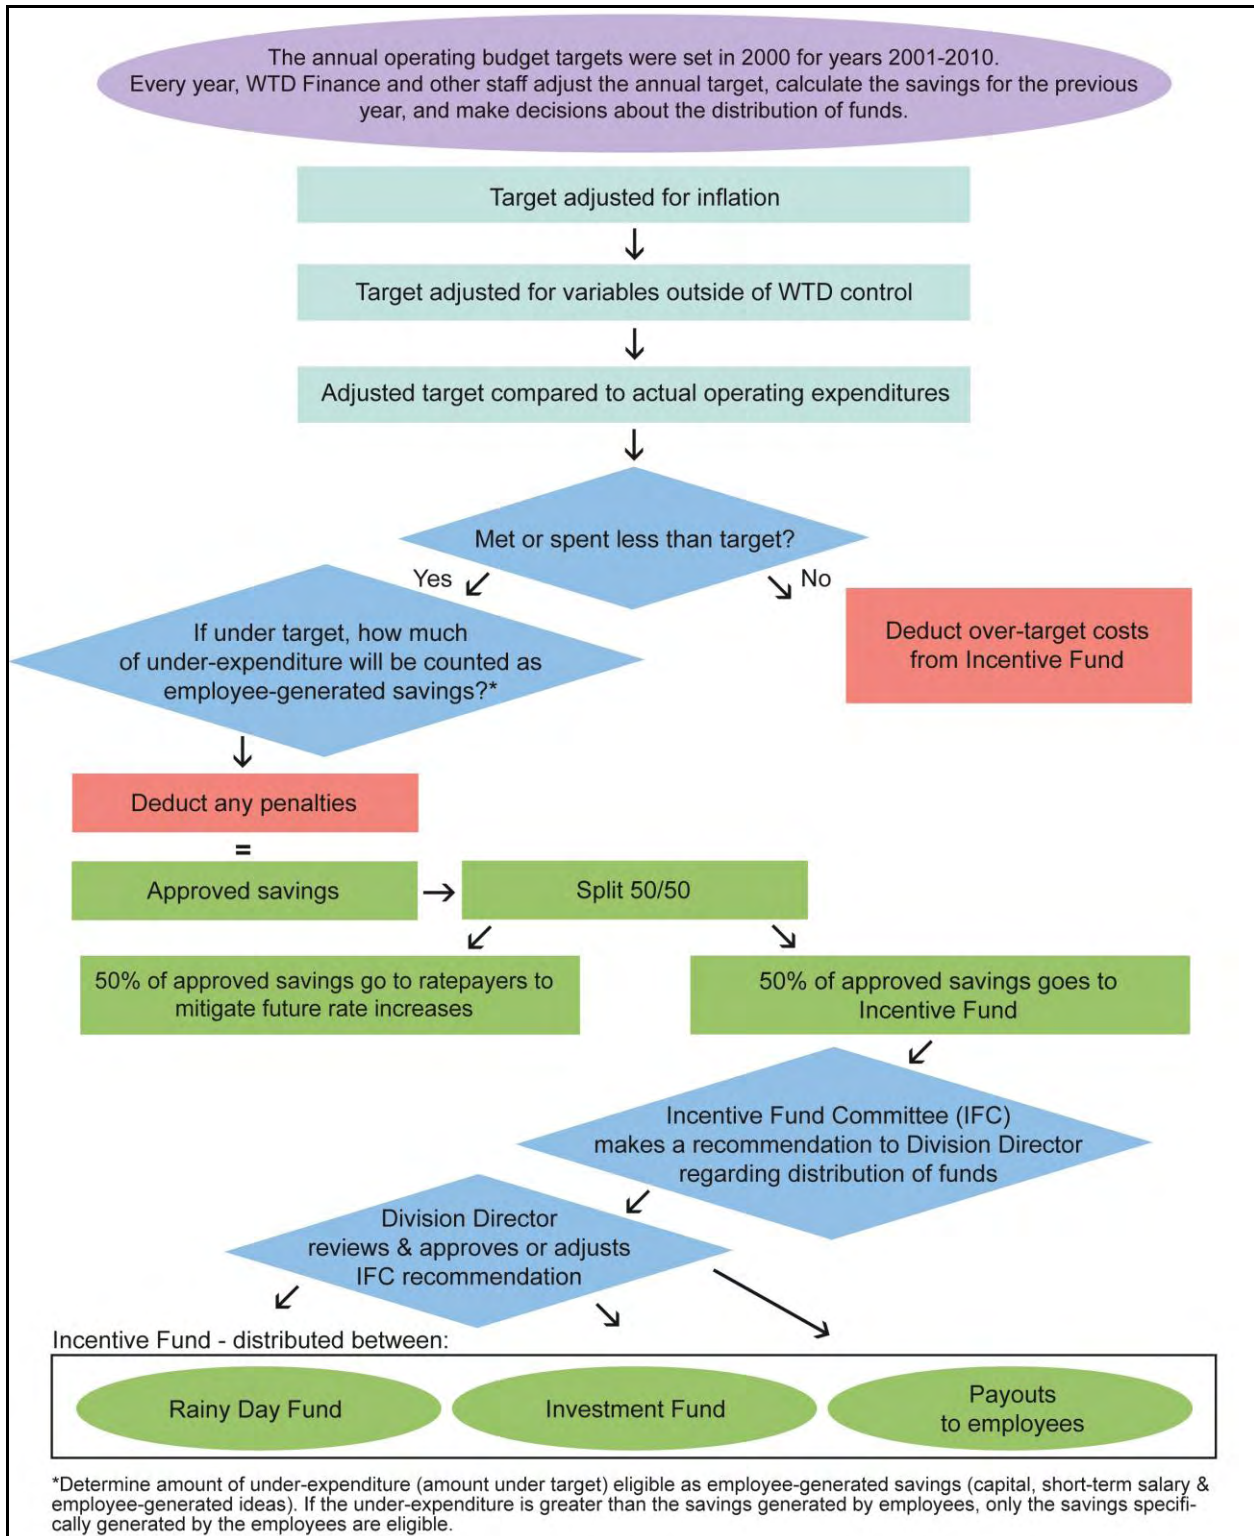 The annual operating budget targets were set in 2000 for years 2001-2010.
Every year, WTD Finance and other staff adjust the annual target, calculate the savings for the previous
year, and make decisions about the distribution of funds.
Target adjusted for inflation
Target adjusted for variables outside of WTD control
Adjusted target compared to actual operating expenditures
Met or spent less than target?
Yes
No
If under target, how much
of under-expenditure will be counted as
employee-generated savings?*
Deduct over-target costs
from Incentive Fund
Deduct any penalties
=
Approved savings
Split 50/50
50% of approved savings go to ratepayers to
mitigate future rate increases
50% of approved savings goes to
Incentive Fund
Incentive Fund Committee (IFC)
makes a recommendation to Division Director
regarding distribution of funds
Division Director
reviews & approves or adjusts
IFC recommendation
Incentive Fund - distributed between:
Rainy Day Fund
Investment Fund
Payouts
to employees
*Determine amount of under-expenditure (amount under target) eligible as employee-generated savings (capital, short-term salary &
employee-generated ideas). If the under-expenditure is greater than the savings generated by employees, only the savings specifi-
cally generated by the employees are eligible.